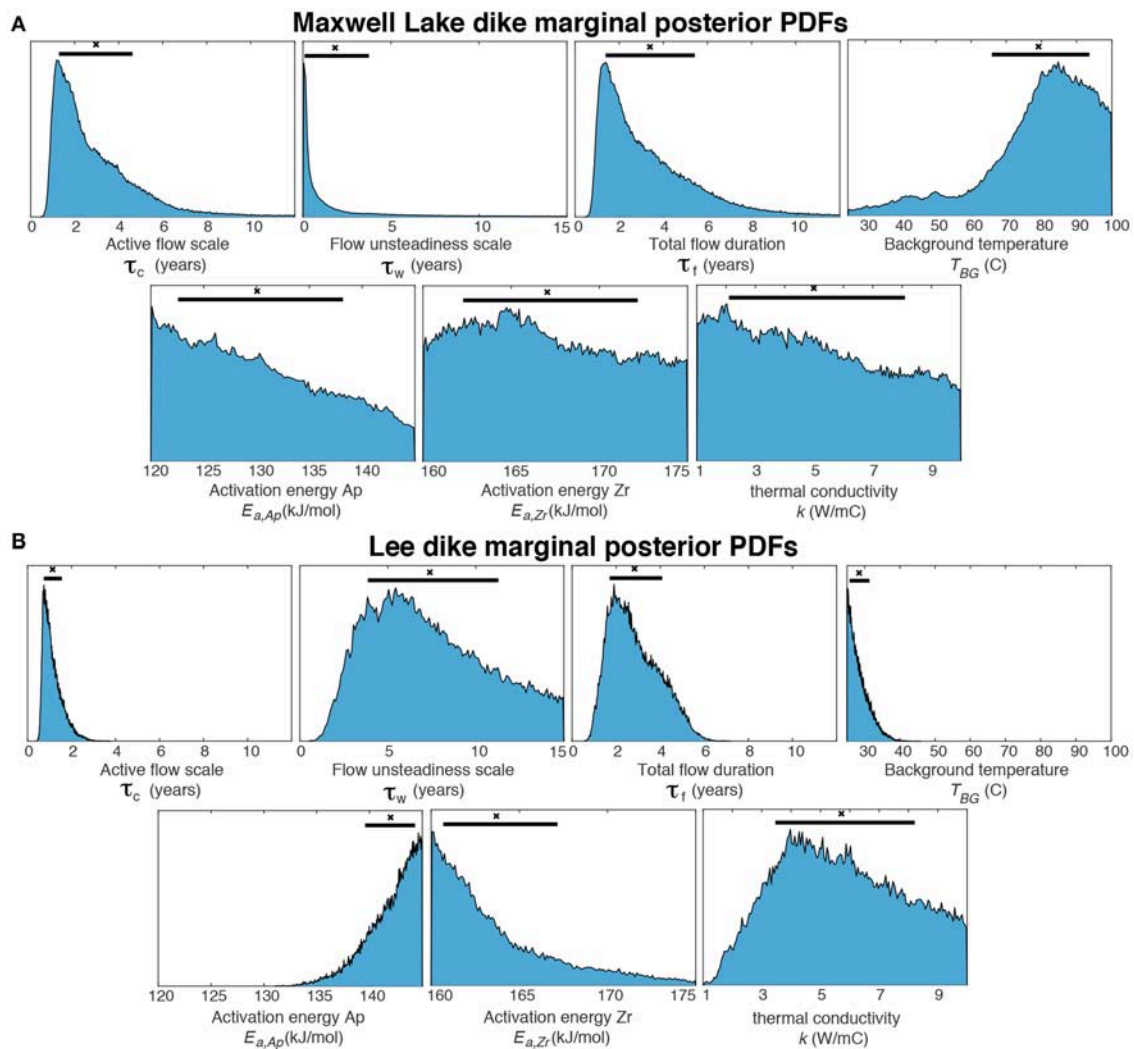 A
Maxwell Lake dike marginal posterior PDFs
0 2 4 6 8 10
0 5 10 15
0 2 4 6 8 10
30 40 50 60 70 80 90 100
Active flow scale
Flow unsteadiness scale
Total flow duration
Background temperature
τc (years)
τw (years)
τf (years)
TBG (C)
120 125 130 135 140
160 165 170 175
1 3 5 7 9
Activation energy Ap
Activation energy Zr
thermal conductivity
Ea,Ap(kJ/mol)
Ea,Zr(kJ/mol)
k (W/mC)
B
Lee dike marginal posterior PDFs
0 2 4 6 8 10
0 5 10 15
0 2 4 6 8 10
30 40 50 60 70 80 90 100
Active flow scale
Flow unsteadiness scale
Total flow duration
Background temperature
τc (years)
τw (years)
τf (years)
TBG (C)
120 125 130 135 140
160 165 170 175
1 3 5 7 9
Activation energy Ap
Activation energy Zr
thermal conductivity
Ea,Ap(kJ/mol)
Ea,Zr(kJ/mol)
k (W/mC)